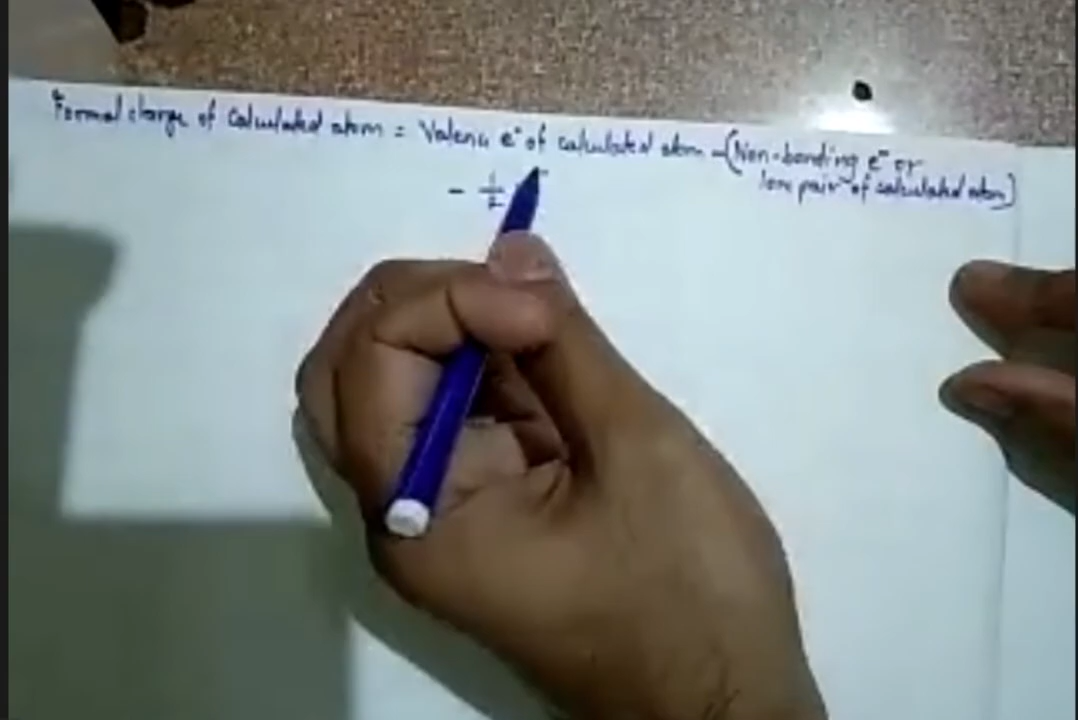 Formal charge of calculated atom = Valence e⁻ of calculated atom - (Non-bonding e⁻ or
lone pair of calculated atom)
- 1/2